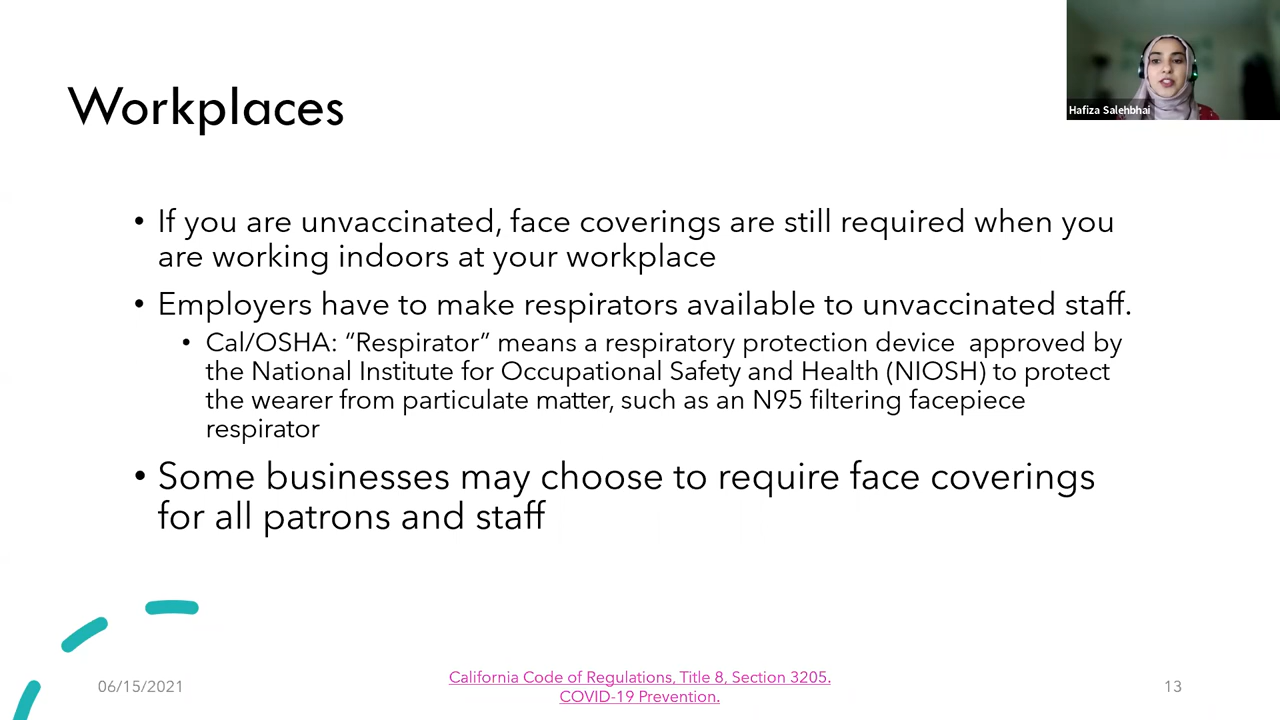 Hafiza Salehbhai
Workplaces
• If you are unvaccinated, face coverings are still required when you
are working indoors at your workplace
• Employers have to make respirators available to unvaccinated staff.
• Cal/OSHA: “Respirator” means a respiratory protection device  approved by
the National Institute for Occupational Safety and Health (NIOSH) to protect
the wearer from particulate matter, such as an N95 filtering facepiece
respirator
• Some businesses may choose to require face coverings
for all patrons and staff
06/15/2021
California Code of Regulations, Title 8, Section 3205.
COVID-19 Prevention.
13